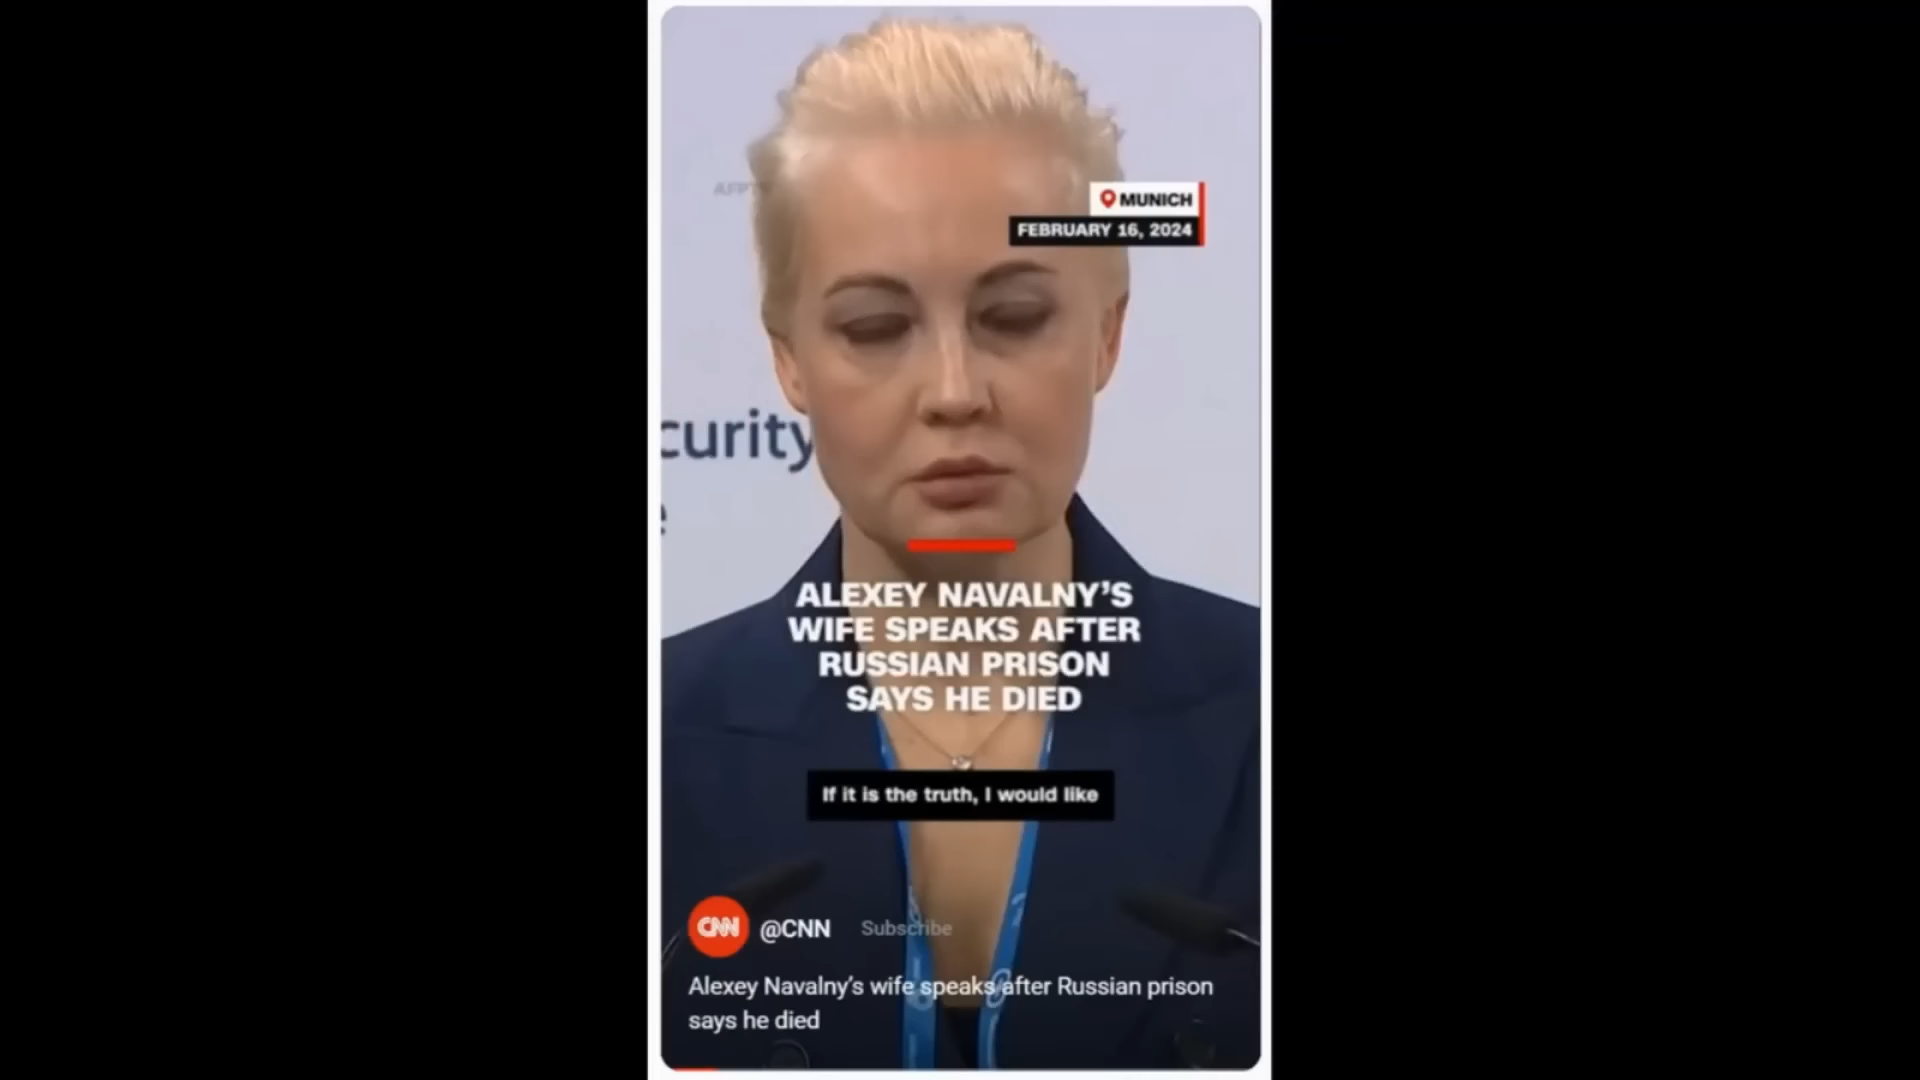 AFPTV
MUNICH
FEBRUARY 16, 2024
curity
e
ALEXEY NAVALNY'S
WIFE SPEAKS AFTER
RUSSIAN PRISON
SAYS HE DIED
If it is the truth, I would like
CNN @CNN Subscribe
Alexey Navalny's wife speaks after Russian prison
says he died